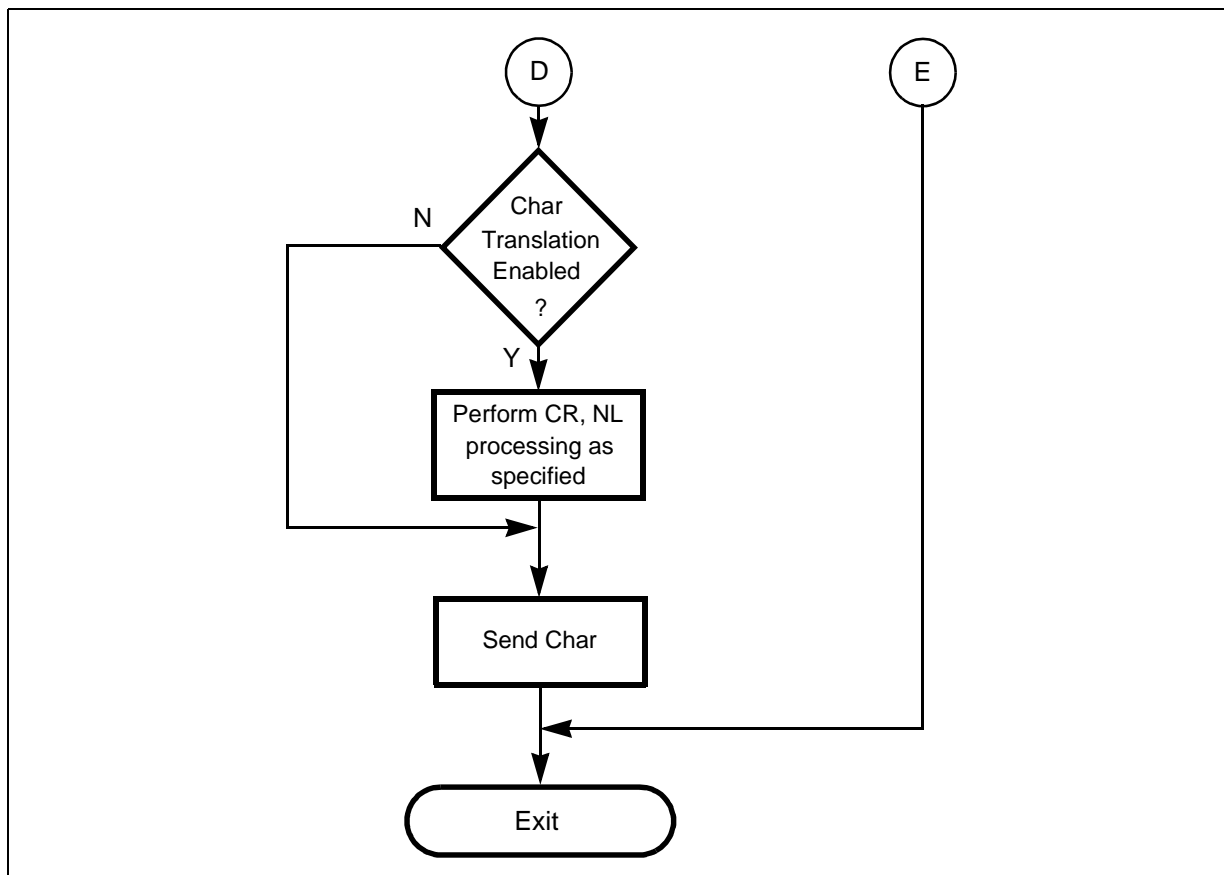 D
E
Char
Translation
Enabled
?
N
Y
Perform CR, NL
processing as
specified
Send Char
Exit